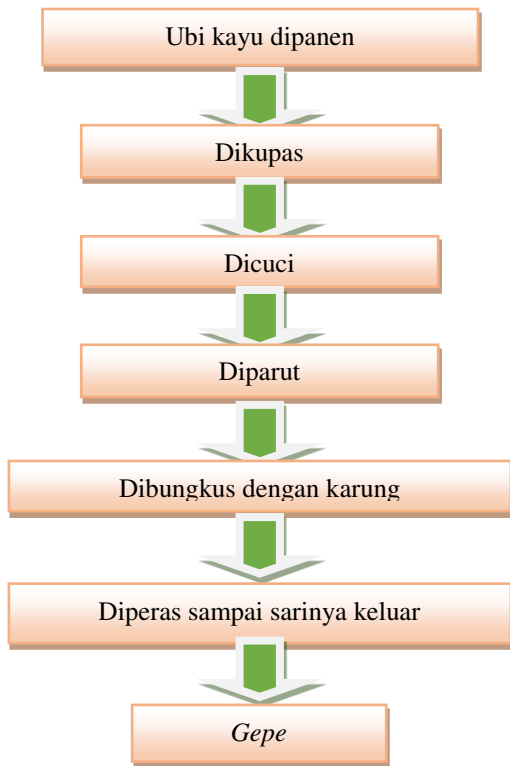 Ubi kayu dipanen
Dikupas
Dicuci
Diparut
Dibungkus dengan karung
Diperas sampai sarinya keluar
Gepe